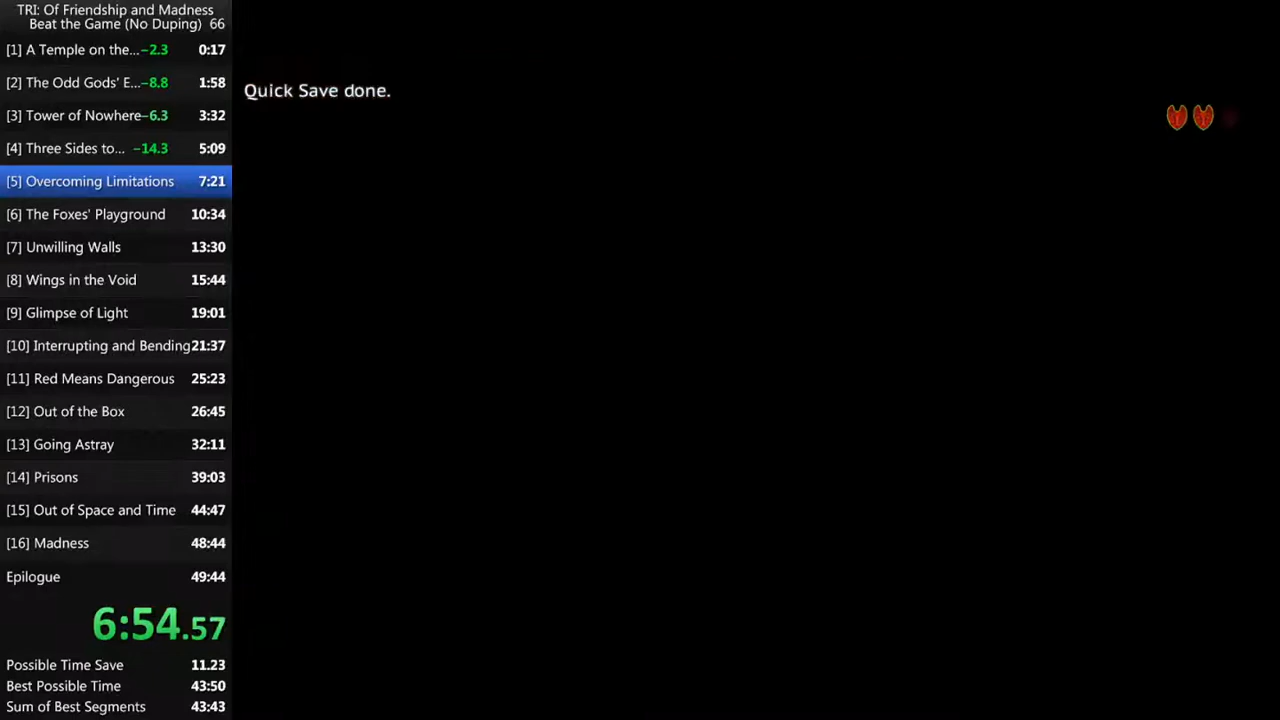 TRI: Of Friendship and Madness
Beat the Game (No Duping) 66
[1] A Temple on the... −2.3 0:17
[2] The Odd Gods' E... −8.8 1:58
[3] Tower of Nowhere −6.3 3:32
[4] Three Sides to... −14.3 5:09
[5] Overcoming Limitations 7:21
[6] The Foxes' Playground 10:34
[7] Unwilling Walls 13:30
[8] Wings in the Void 15:44
[9] Glimpse of Light 19:01
[10] Interrupting and Bending 21:37
[11] Red Means Dangerous 25:23
[12] Out of the Box 26:45
[13] Going Astray 32:11
[14] Prisons 39:03
[15] Out of Space and Time 44:47
[16] Madness 48:44
Epilogue 49:44
6:54.57
Possible Time Save 11.23
Best Possible Time 43:50
Sum of Best Segments 43:43
Quick Save done.